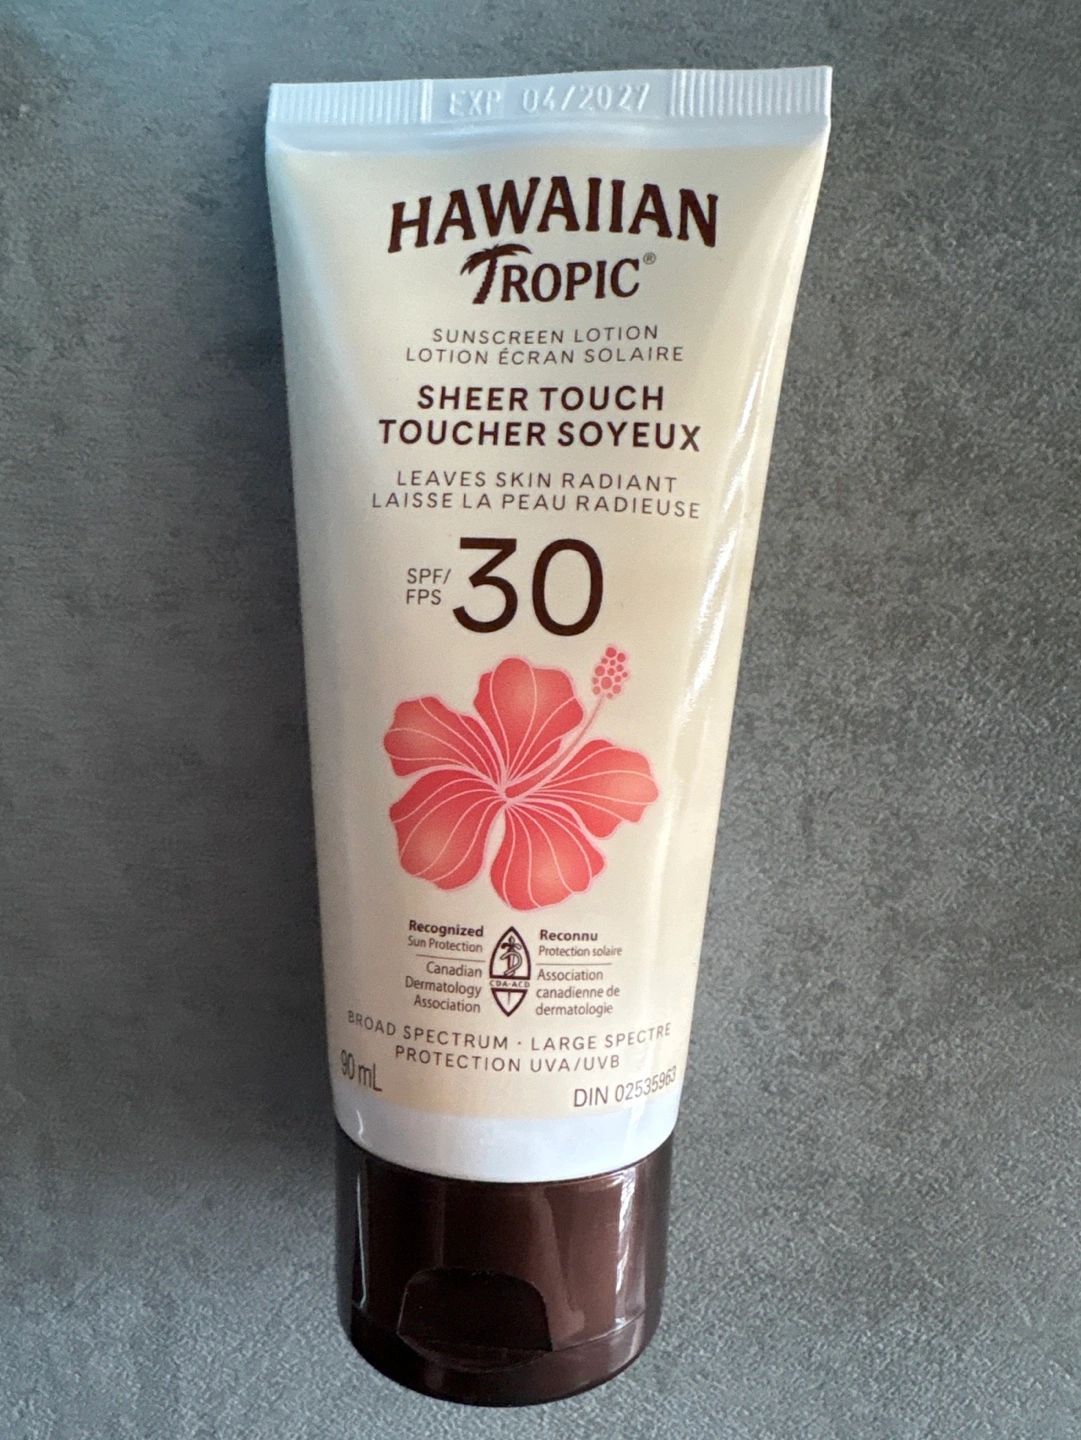 EXP 04/2027
HAWAIIAN
TROPIC®
SUNSCREEN LOTION
LOTION ÉCRAN SOLAIRE
SHEER TOUCH
TOUCHER SOYEUX
LEAVES SKIN RADIANT
LAISSE LA PEAU RADIEUSE
SPF/
FPS
30
Recognized
Sun Protection
Canadian
Dermatology
Association
CDA-ACD
Reconnu
Protection solaire
Association
canadienne de
dermatologie
BROAD SPECTRUM · LARGE SPECTRE
PROTECTION UVA/UVB
90 mL
DIN 02535963